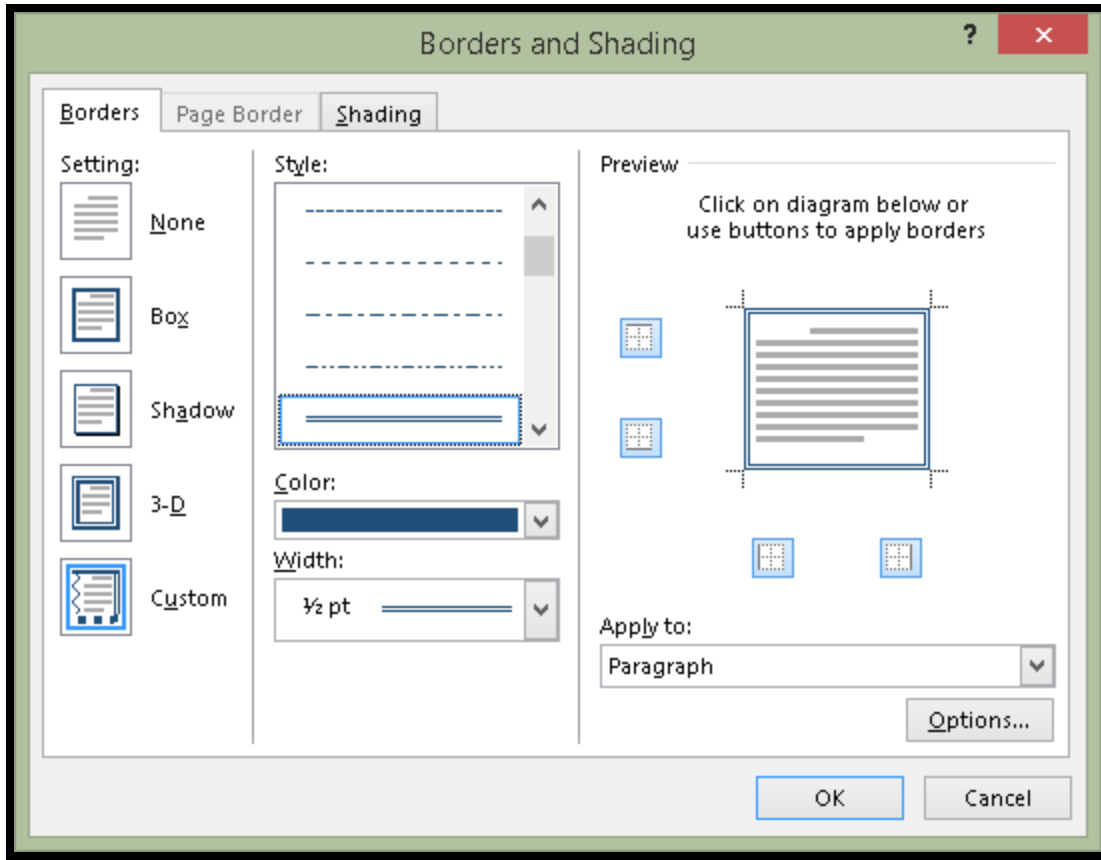 Borders and Shading
?
Borders
Page Border
Shading
Setting:
None
Box
Shadow
3-D
Custom
Style:
Color:
Width:
½ pt
Preview
Click on diagram below or
use buttons to apply borders
Apply to:
Paragraph
Options...
OK
Cancel